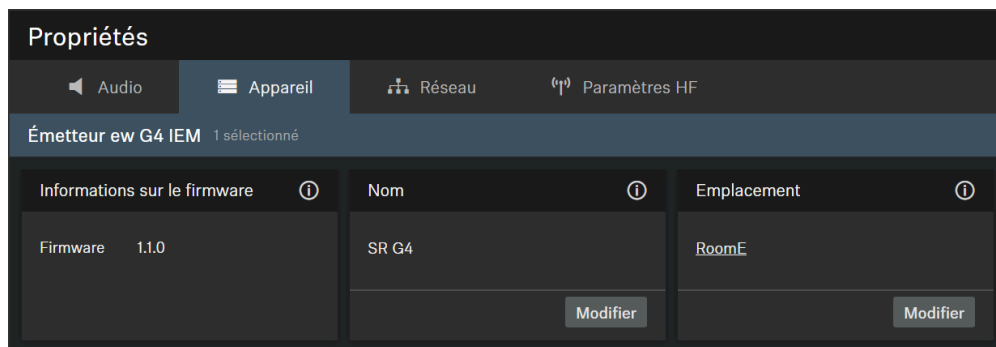 Propriétés
Audio
Appareil
Réseau
Paramètres HF
Émetteur ew G4 IEM 1 sélectionné
Informations sur le firmware
Nom
Emplacement
Firmware 1.1.0
SR G4
RoomE
Modifier
Modifier